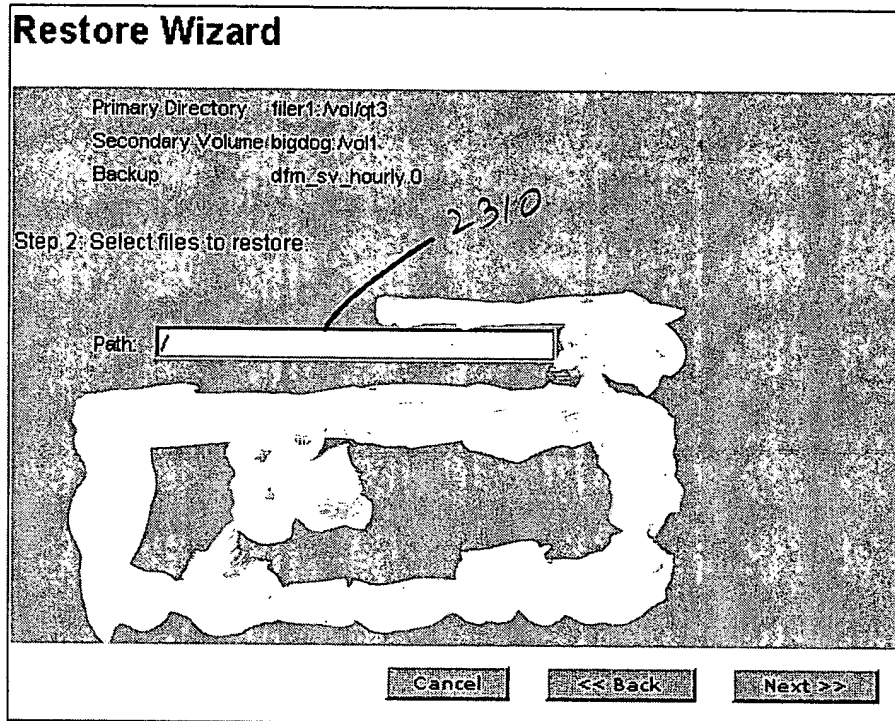 Restore Wizard
Primary Directory filer1:/vol/qt3
Secondary Volume bigdog:/vol1
Backup dfm_sv_hourly.0
2310
Step 2: Select files to restore:
Path: /
Cancel << Back Next >>